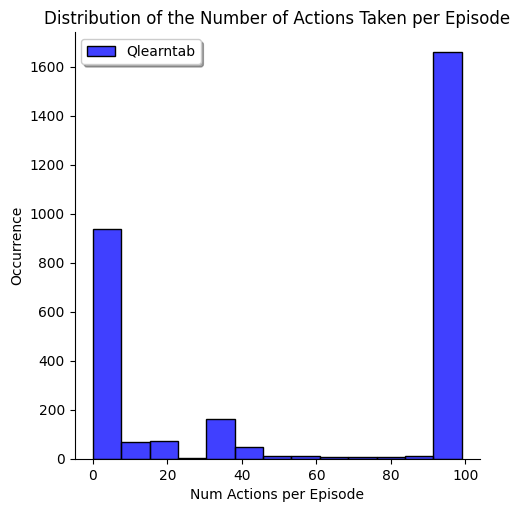 Distribution of the Number of Actions Taken per Episode
Qlearntab
1600
1400
1200
1000
800
600
400
200
0
Occurrence
0 20 40 60 80 100
Num Actions per Episode